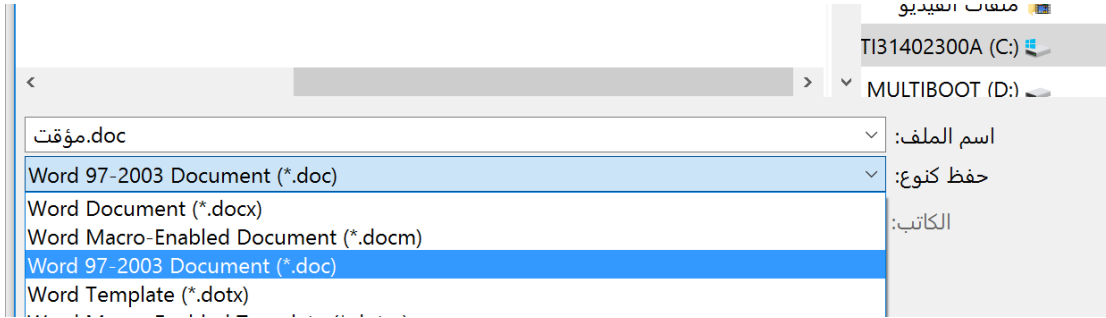 ملفات الفيديو
TI31402300A (C:)
MULTIBOOT (D:)
اسم الملف: مؤقت.doc
حفظ كنوع: Word 97-2003 Document (*.doc)
Word Document (*.docx)
الكاتب:
Word Macro-Enabled Document (*.docm)
Word 97-2003 Document (*.doc)
Word Template (*.dotx)